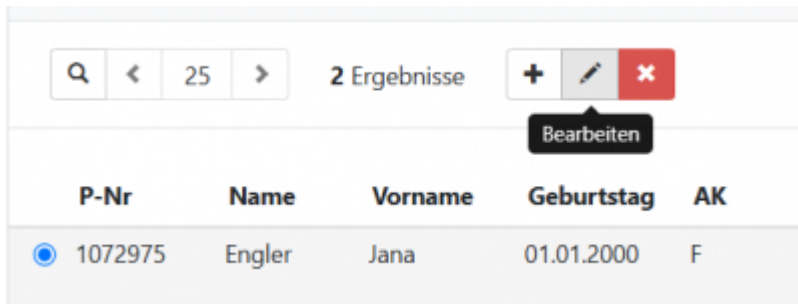 25 2 Ergebnisse
Bearbeiten
P-Nr Name Vorname Geburtstag AK
1072975 Engler Jana 01.01.2000 F